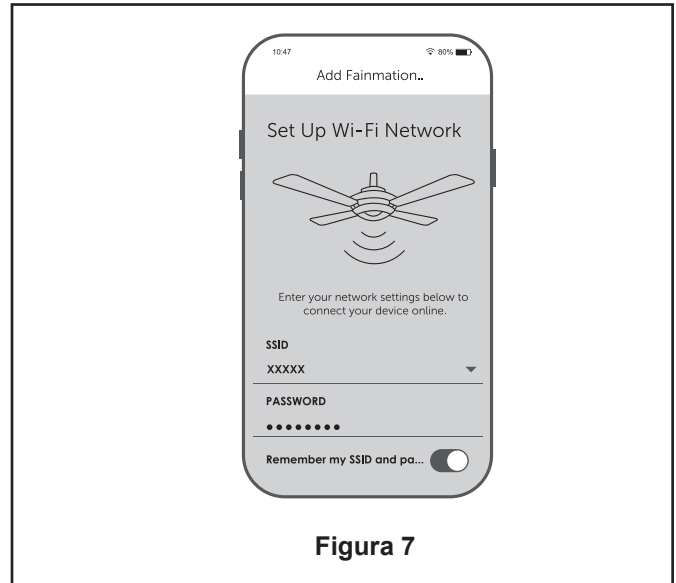 10:47 80%
Add Fainmation..
Set Up Wi-Fi Network
Enter your network settings below to
connect your device online.
SSID
XXXXX
PASSWORD
●●●●●●●●
Remember my SSID and pa...
Figura 7